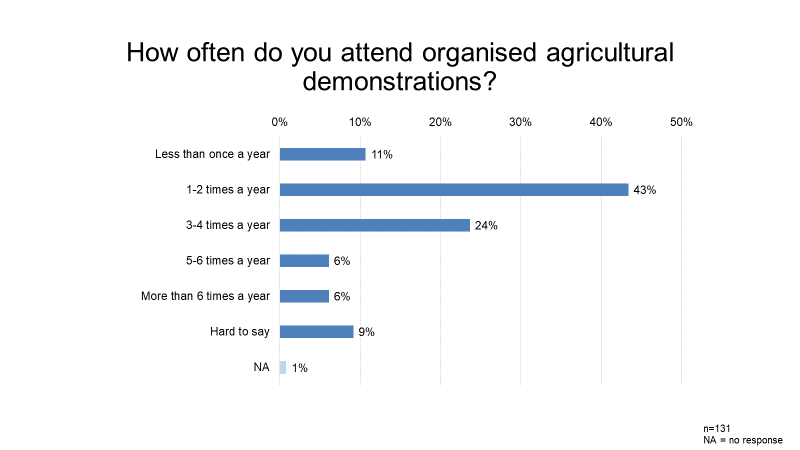 How often do you attend organised agricultural
demonstrations?
0% 10% 20% 30% 40% 50%
Less than once a year 11%
1-2 times a year 43%
3-4 times a year 24%
5-6 times a year 6%
More than 6 times a year 6%
Hard to say 9%
NA 1%
n=131
NA = no response